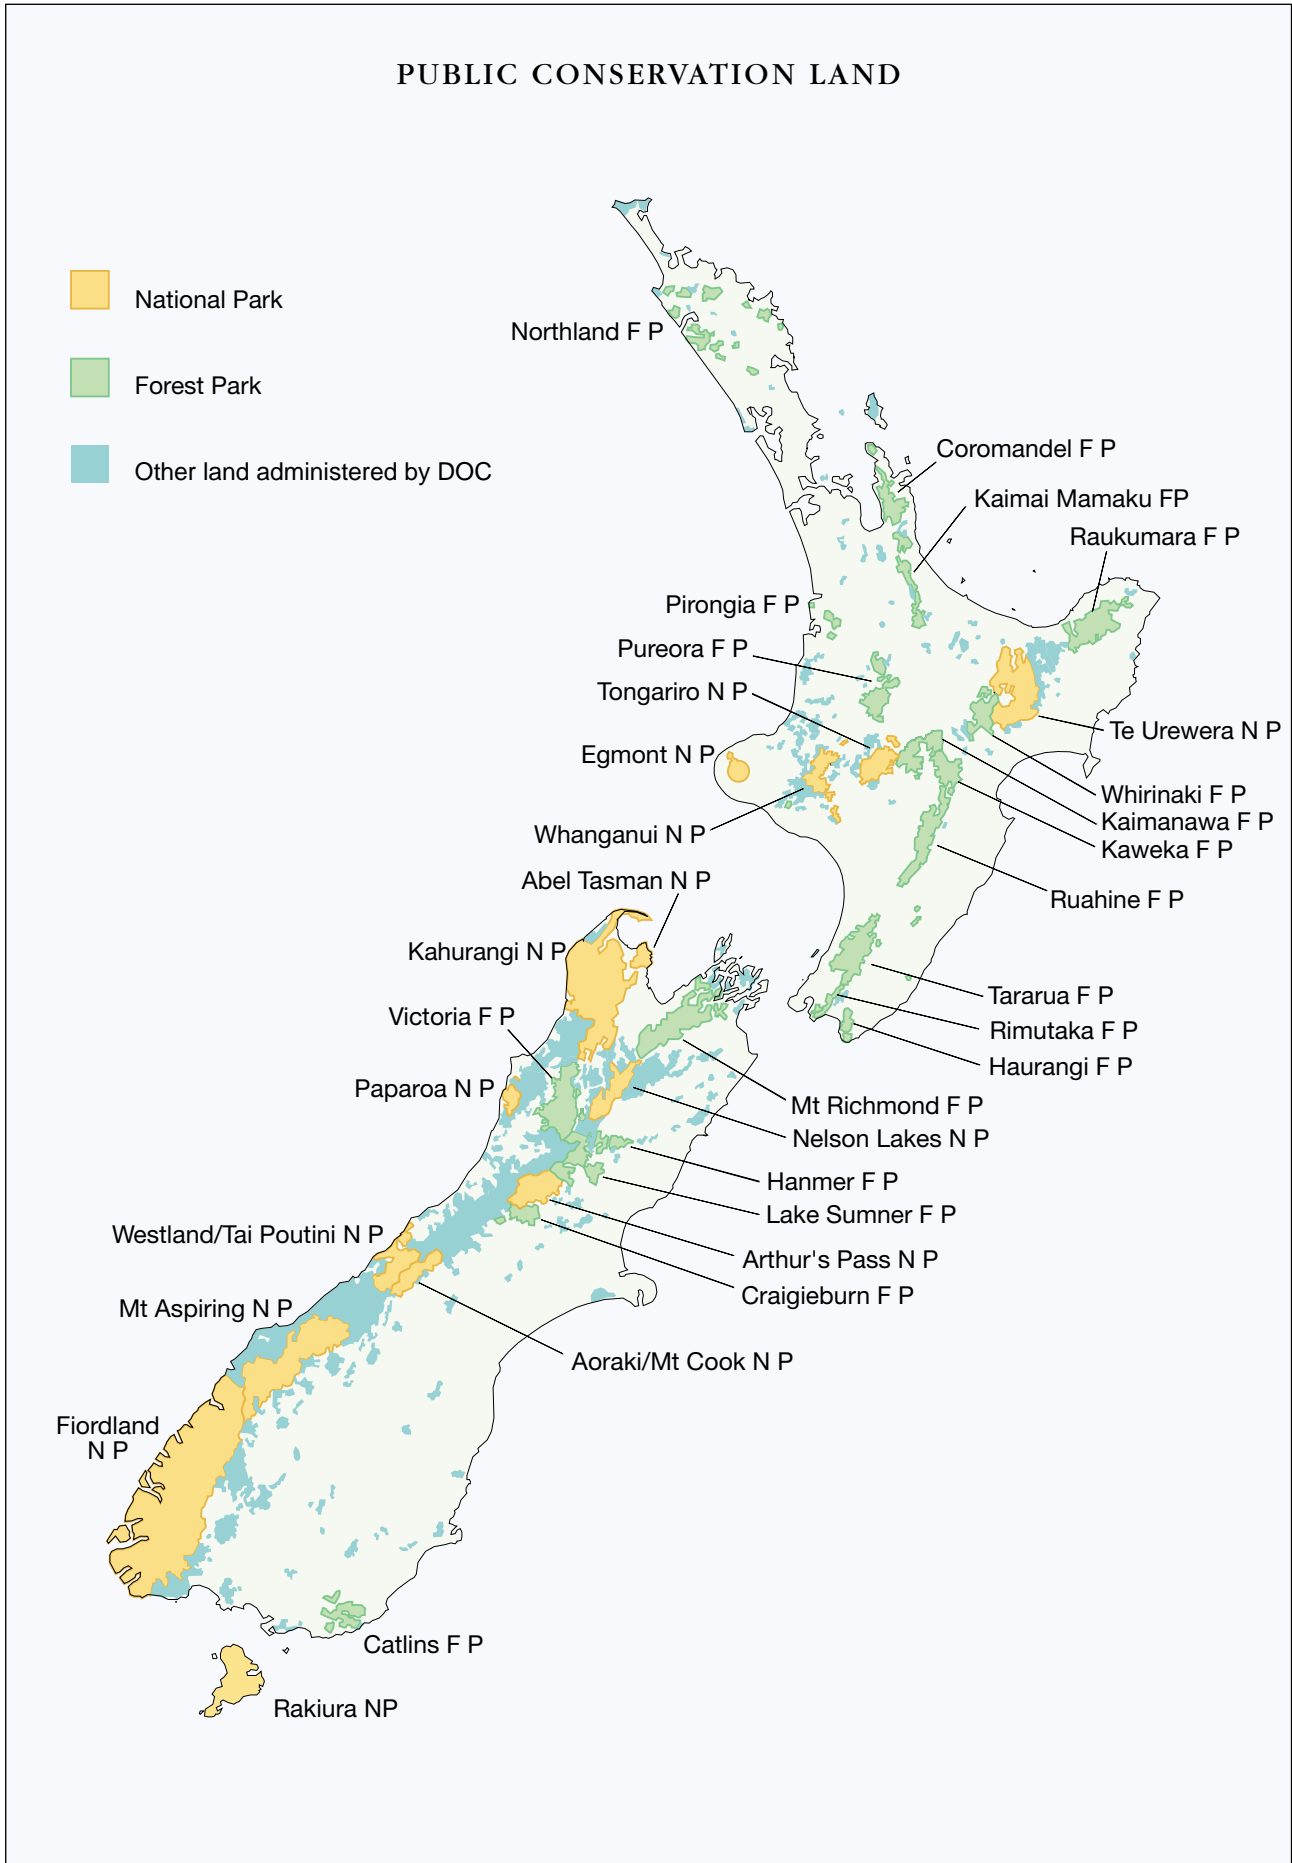 PUBLIC CONSERVATION LAND
National Park
Forest Park
Other land administered by DOC
Northland F P
Coromandel F P
Kaimai Mamaku FP
Raukumara F P
Pirongia F P
Pureora F P
Tongariro N P
Te Urewera N P
Egmont N P
Whirinaki F P
Kaimanawa F P
Whanganui N P
Kaweka F P
Abel Tasman N P
Ruahine F P
Kahurangi N P
Tararua F P
Victoria F P
Rimutaka F P
Haurangi F P
Paparoa N P
Mt Richmond F P
Nelson Lakes N P
Hanmer F P
Lake Sumner F P
Westland/Tai Poutini N P
Arthur's Pass N P
Craigieburn F P
Mt Aspiring N P
Aoraki/Mt Cook N P
Fiordland
N P
Catlins F P
Rakiura NP